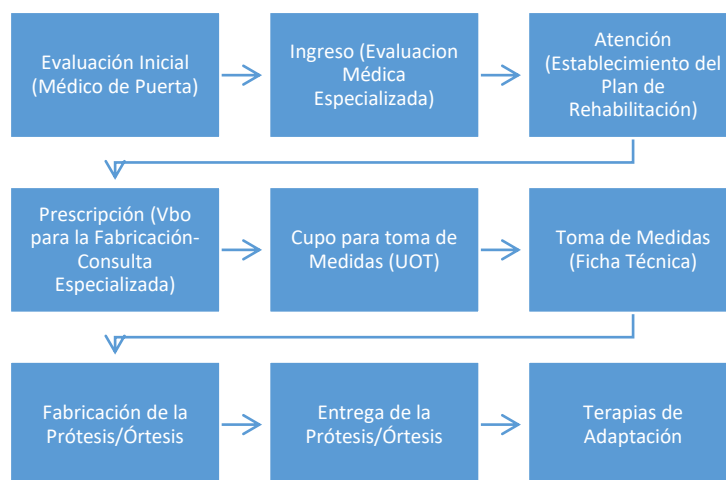 Evaluación Inicial
(Médico de Puerta)
Ingreso (Evaluacion
Médica
Especializada)
Atención
(Establecimiento del
Plan de
Rehabilitación)
Prescripción (Vbo
para la Fabricación-
Consulta
Especializada)
Cupo para toma de
Medidas (UOT)
Toma de Medidas
(Ficha Técnica)
Fabricación de la
Prótesis/Órtesis
Entrega de la
Prótesis/Órtesis
Terapias de
Adaptación